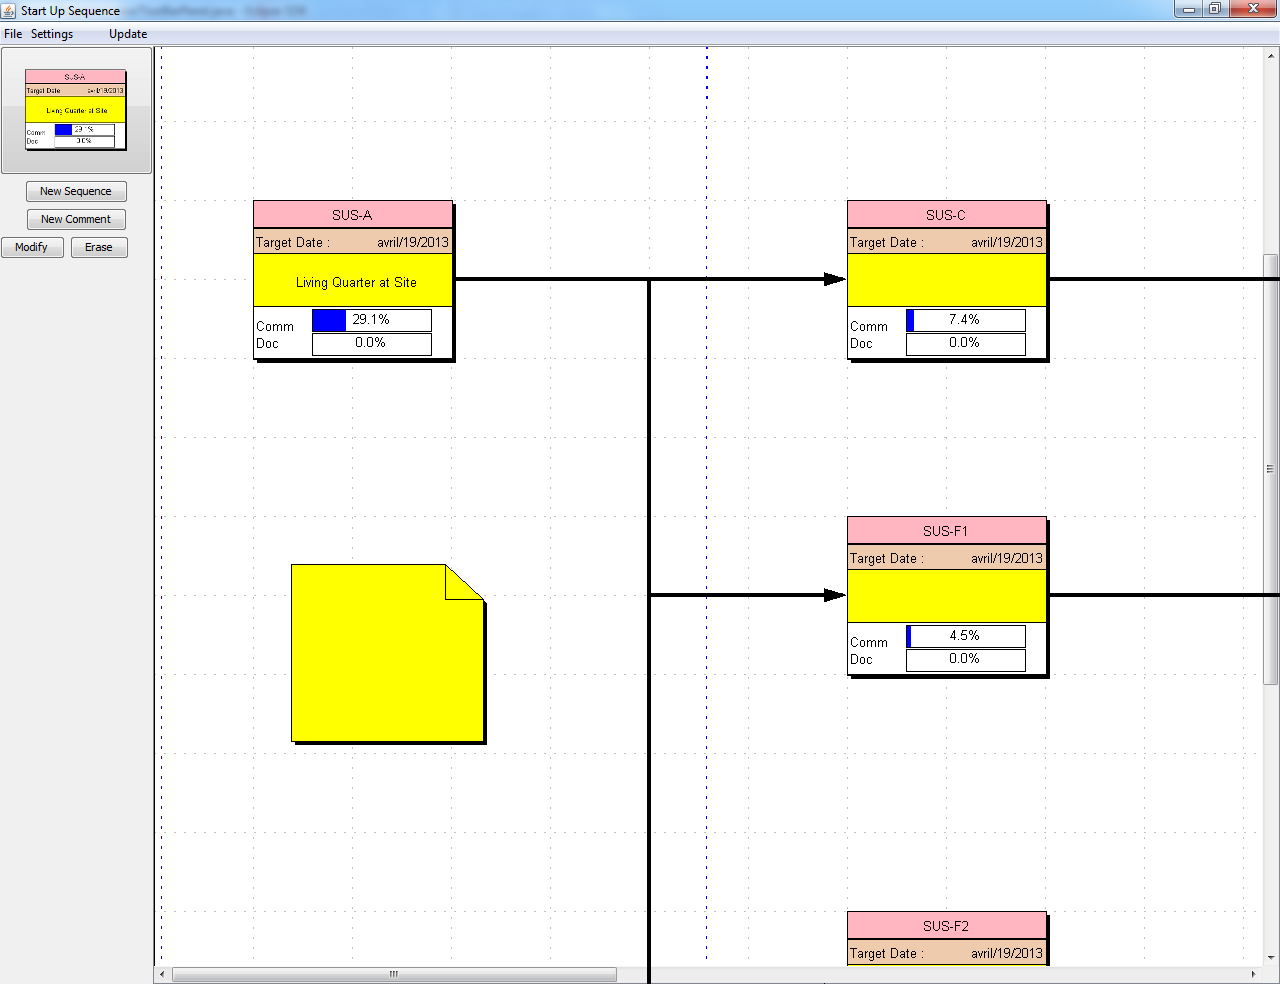 Start Up Sequence
File Settings Update
SUS-A
Target Date avril/19/2013
Living Quarter at Site
Comm 29.1%
Doc 0.0%
New Sequence
New Comment
Modify Erase
SUS-A
Target Date : avril/19/2013
Living Quarter at Site
Comm 29.1%
Doc 0.0%
SUS-C
Target Date : avril/19/2013
Comm 7.4%
Doc 0.0%
SUS-F1
Target Date : avril/19/2013
Comm 4.5%
Doc 0.0%
SUS-F2
Target Date : avril/19/2013